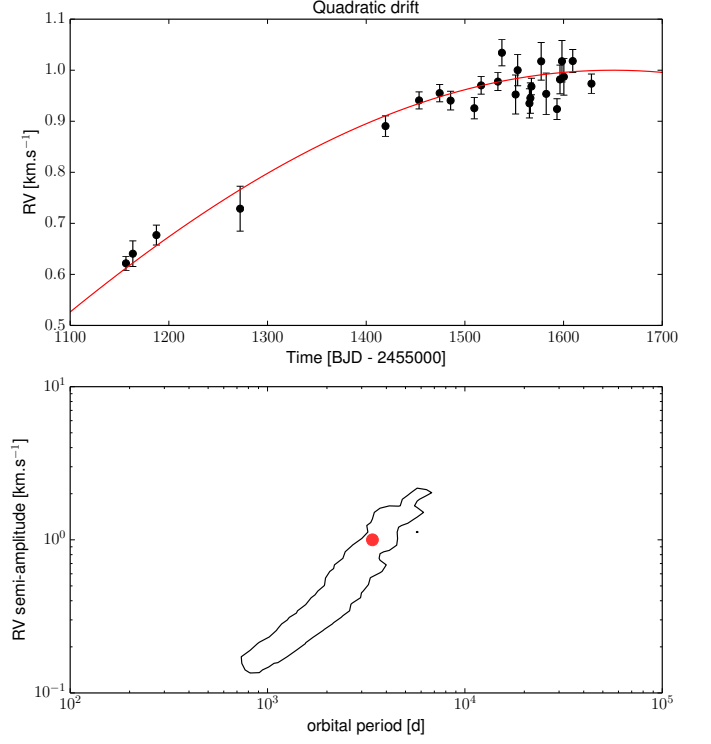 Quadratic drift
1.1
1.0
0.9
0.8
0.7
0.6
0.5
RV [km.s⁻¹]
1100 1200 1300 1400 1500 1600 1700
Time [BJD - 2455000]
10¹
10⁰
10⁻¹
RV semi-amplitude [km.s⁻¹]
10² 10³ 10⁴ 10⁵
orbital period [d]